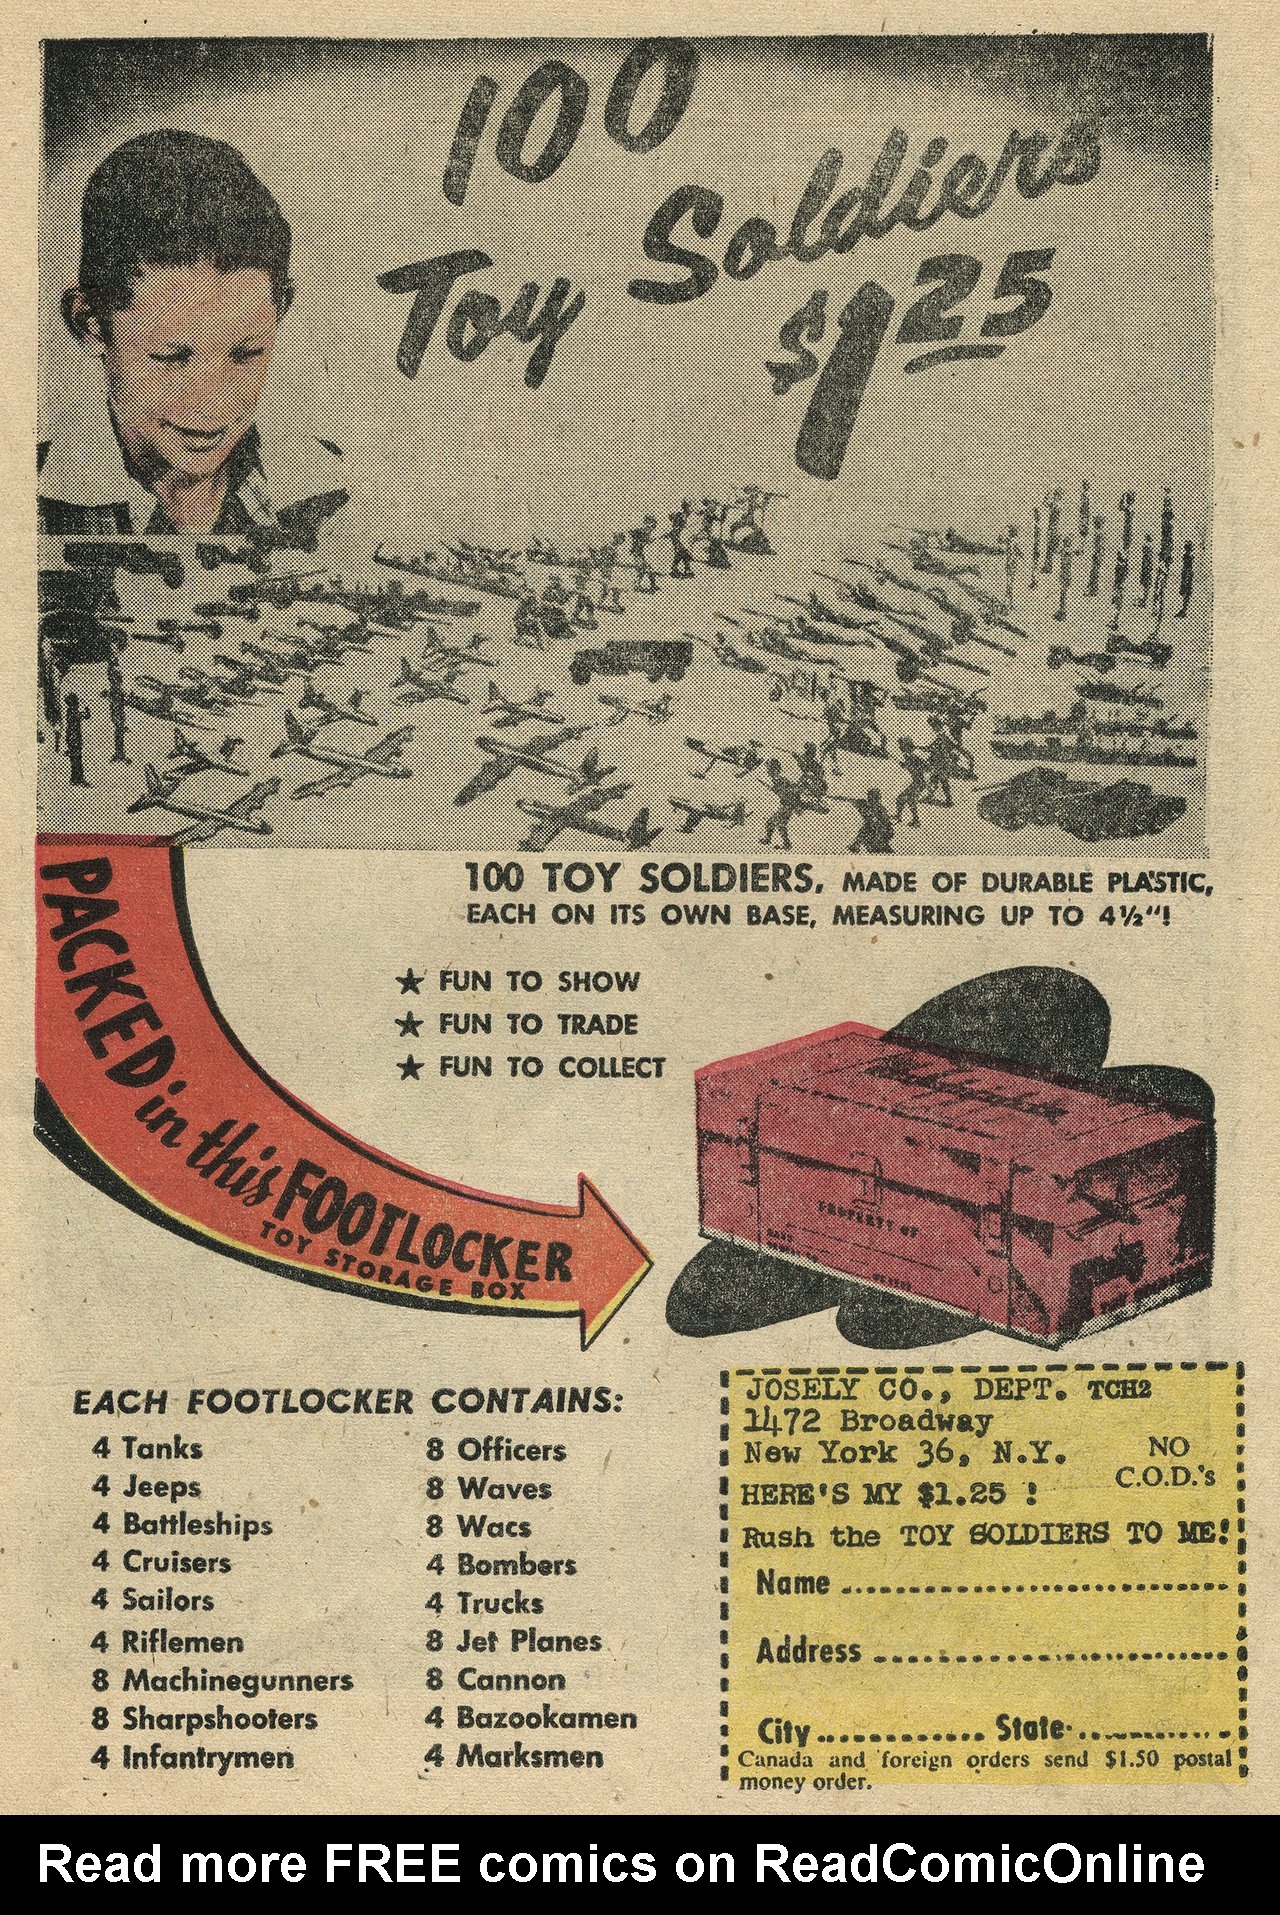 100
Toy Soldiers
$1.25
100 TOY SOLDIERS, MADE OF DURABLE PLASTIC,
EACH ON ITS OWN BASE, MEASURING UP TO 4½"!
★ FUN TO SHOW
★ FUN TO TRADE
★ FUN TO COLLECT
PACKED in this FOOTLOCKER
TOY STORAGE BOX
PROPERTY OF
EACH FOOTLOCKER CONTAINS:
4 Tanks
4 Jeeps
4 Battleships
4 Cruisers
4 Sailors
4 Riflemen
8 Machinegunners
8 Sharpshooters
4 Infantrymen
8 Officers
8 Waves
8 Wacs
4 Bombers
4 Trucks
8 Jet Planes
8 Cannon
4 Bazookamen
4 Marksmen
JOSELY CO., DEPT. TCH2
1472 Broadway
New York 36, N.Y.
NO
C.O.D.'s
HERE'S MY $1.25 !
Rush the TOY SOLDIERS TO ME!
Name
Address
City State
Canada and foreign orders send $1.50 postal
money order.
Read more FREE comics on ReadComicOnline